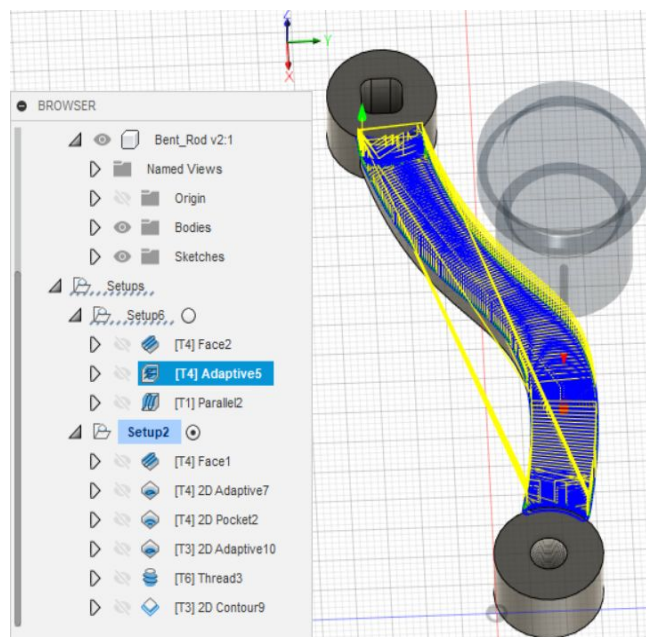 Z
Y
X
BROWSER
Bent_Rod v2:1
Named Views
Origin
Bodies
Sketches
Setups
Setup6
[T4] Face2
[T4] Adaptive5
[T1] Parallel2
Setup2
[T4] Face1
[T4] 2D Adaptive7
[T4] 2D Pocket2
[T3] 2D Adaptive10
[T6] Thread3
[T3] 2D Contour9